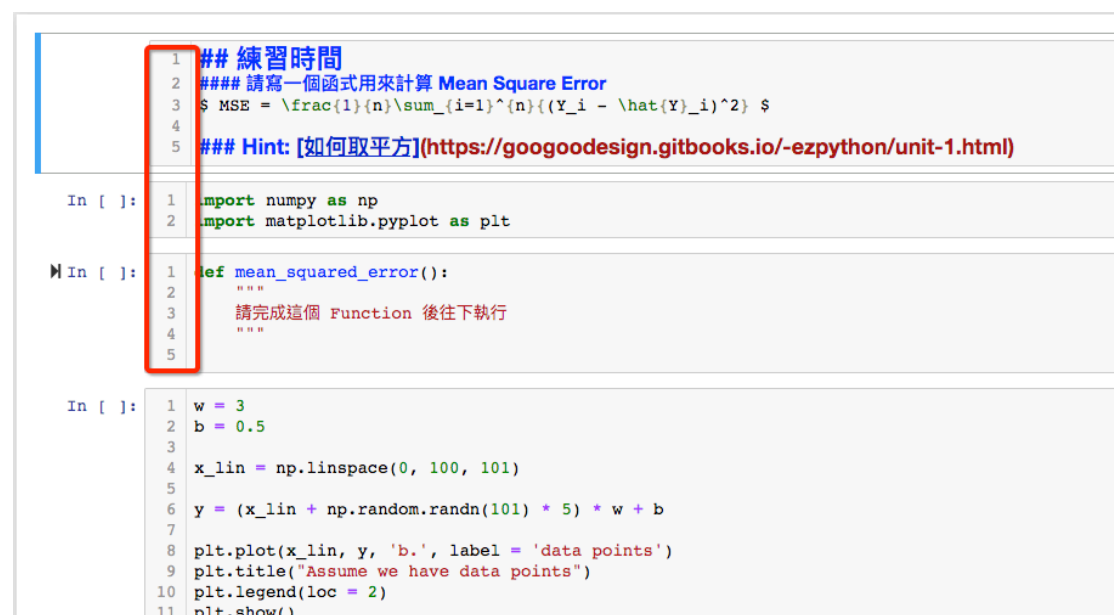 1 ## 練習時間
2 #### 請寫一個函式用來計算 Mean Square Error
3 $ MSE = \frac{1}{n}\sum_{i=1}^{n}{(Y_i - \hat{Y}_i)^2} $
4
5 ### Hint: [如何取平方](https://googoodesign.gitbooks.io/-ezpython/unit-1.html)
In [ ]: 1 import numpy as np
2 import matplotlib.pyplot as plt
In [ ]: 1 def mean_squared_error():
2 """
3 請完成這個 Function 後往下執行
4 """
5
In [ ]: 1 w = 3
2 b = 0.5
3
4 x_lin = np.linspace(0, 100, 101)
5
6 y = (x_lin + np.random.randn(101) * 5) * w + b
7
8 plt.plot(x_lin, y, 'b.', label = 'data points')
9 plt.title("Assume we have data points")
10 plt.legend(loc = 2)
11 plt.show()